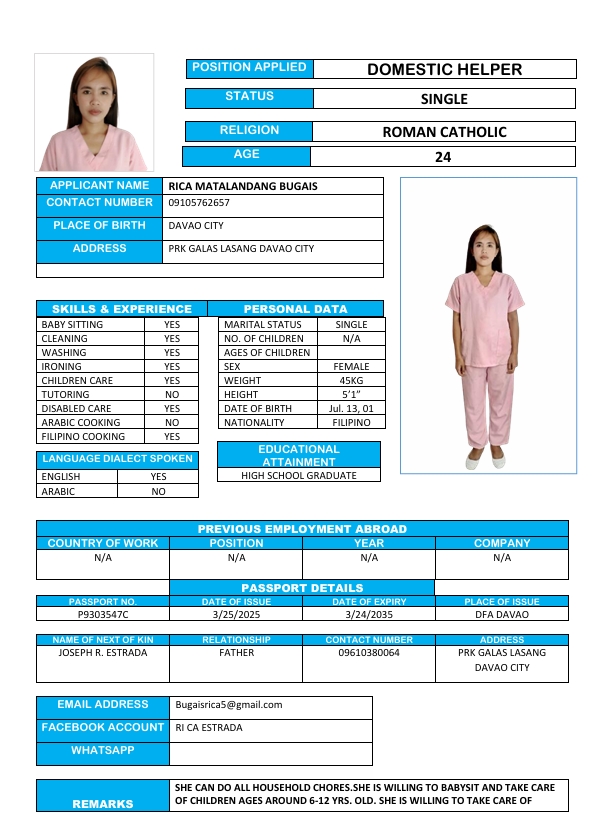 POSITION APPLIED DOMESTIC HELPER
STATUS SINGLE
RELIGION ROMAN CATHOLIC
AGE 24
APPLICANT NAME RICA MATALANDANG BUGAIS
CONTACT NUMBER 09105762657
PLACE OF BIRTH DAVAO CITY
ADDRESS PRK GALAS LASANG DAVAO CITY
SKILLS & EXPERIENCE
BABY SITTING YES
CLEANING YES
WASHING YES
IRONING YES
CHILDREN CARE YES
TUTORING NO
DISABLED CARE YES
ARABIC COOKING NO
FILIPINO COOKING YES
LANGUAGE DIALECT SPOKEN
ENGLISH YES
ARABIC NO
PERSONAL DATA
MARITAL STATUS SINGLE
NO. OF CHILDREN N/A
AGES OF CHILDREN
SEX FEMALE
WEIGHT 45KG
HEIGHT 5'1"
DATE OF BIRTH Jul. 13, 01
NATIONALITY FILIPINO
EDUCATIONAL
ATTAINMENT
HIGH SCHOOL GRADUATE
PREVIOUS EMPLOYMENT ABROAD
COUNTRY OF WORK POSITION YEAR COMPANY
N/A N/A N/A N/A
PASSPORT DETAILS
PASSPORT NO. DATE OF ISSUE DATE OF EXPIRY PLACE OF ISSUE
P9303547C 3/25/2025 3/24/2035 DFA DAVAO
NAME OF NEXT OF KIN RELATIONSHIP CONTACT NUMBER ADDRESS
JOSEPH R. ESTRADA FATHER 09610380064 PRK GALAS LASANG
DAVAO CITY
EMAIL ADDRESS Bugaisrica5@gmail.com
FACEBOOK ACCOUNT RI CA ESTRADA
WHATSAPP
REMARKS
SHE CAN DO ALL HOUSEHOLD CHORES.SHE IS WILLING TO BABYSIT AND TAKE CARE
OF CHILDREN AGES AROUND 6-12 YRS. OLD. SHE IS WILLING TO TAKE CARE OF